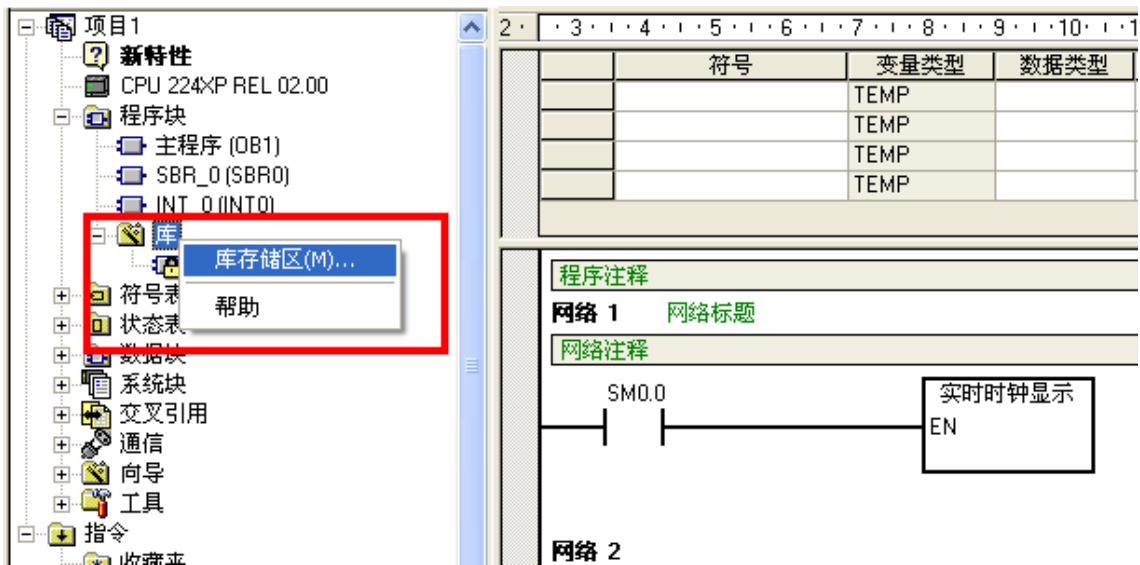 项目1
新特性
CPU 224XP REL 02.00
程序块
主程序 (OB1)
SBR_0 (SBR0)
INT_0 (INT0)
库
库存储区(M)...
帮助
符号表
状态表
数据块
系统块
交叉引用
通信
向导
工具
指令
收藏夹
2 · · 3 · ı · 4 · ı · 5 · ı · 6 · ı · 7 · ı · 8 · ı · 9 · ı · 10 · ı · 1
符号 变量类型 数据类型
TEMP
TEMP
TEMP
TEMP
程序注释
网络 1 网络标题
网络注释
SM0.0 实时时钟显示
EN
网络 2